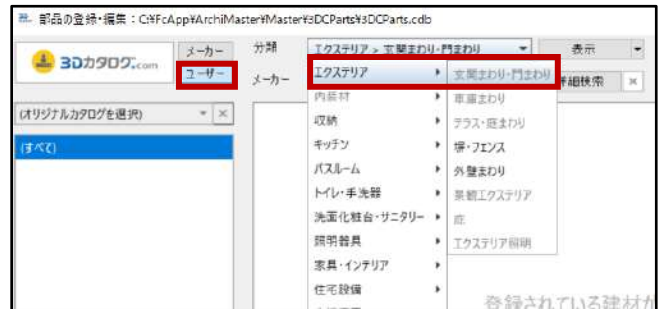 部品の登録・編集：C:¥FcApp¥ArchiMaster¥Master¥3DCParts¥3DCParts.cdb
3Dカタログ.com
メーカー
ユーザー
分類
エクステリア > 玄関まわり・門まわり
表示
メーカー
詳細検索
(オリジナルカタログを選択)
(すべて)
エクステリア
内装材
収納
キッチン
バスルーム
トイレ・手洗器
洗面化粧台・サニタリー
照明器具
家具・インテリア
住宅設備
玄関まわり・門まわり
車庫まわり
テラス・庭まわり
塀・フェンス
外壁まわり
景観エクステリア
庭
エクステリア照明
登録されている建材が